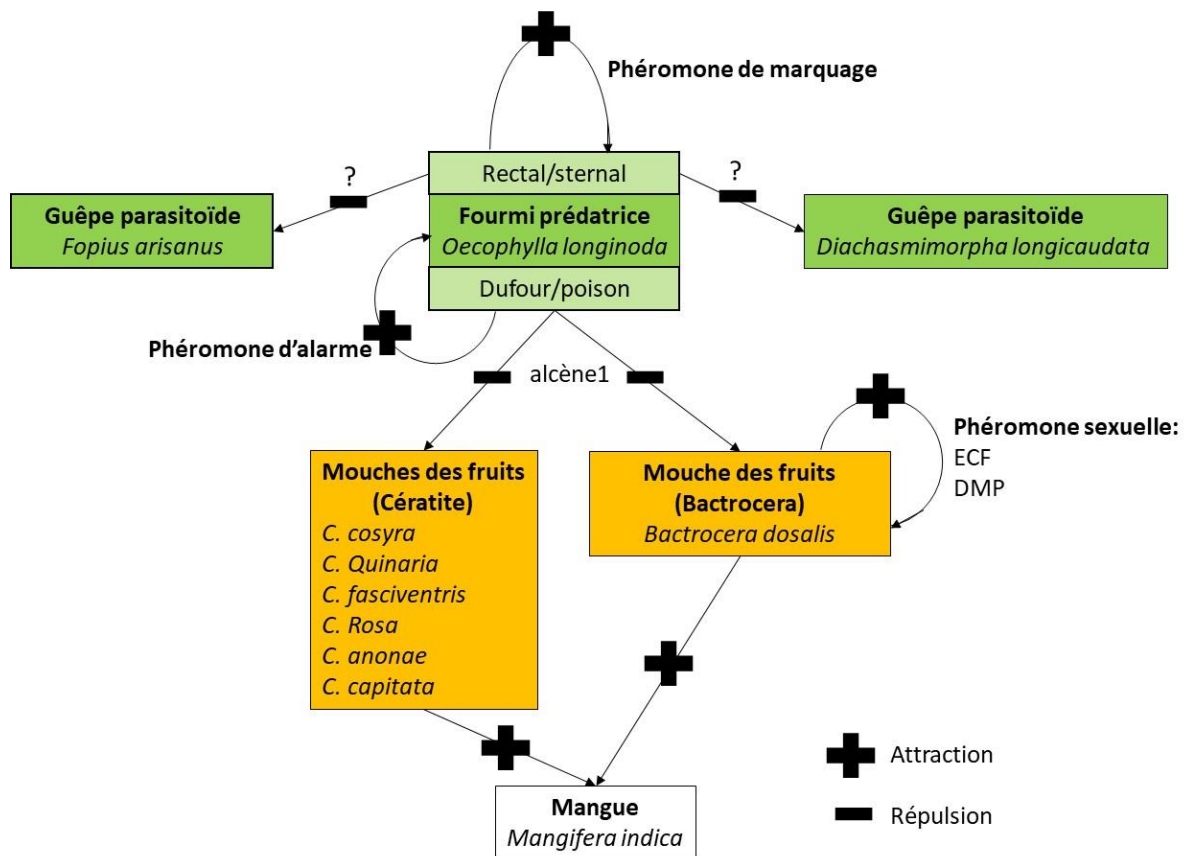 Phéromone de marquage
Rectal/sternal
?
?
Guêpe parasitoïde
Fopius arisanus
Fourmi prédatrice
Oecophylla longinoda
Guêpe parasitoïde
Diachasmimorpha longicaudata
Dufour/poison
Phéromone d’alarme
alcène1
Mouches des fruits
(Cératite)
C. cosyra
C. Quinaria
C. fasciventris
C. Rosa
C. anonae
C. capitata
Mouche des fruits
(Bactrocera)
Bactrocera dosalis
Phéromone sexuelle:
ECF
DMP
Attraction
Répulsion
Mangue
Mangifera indica